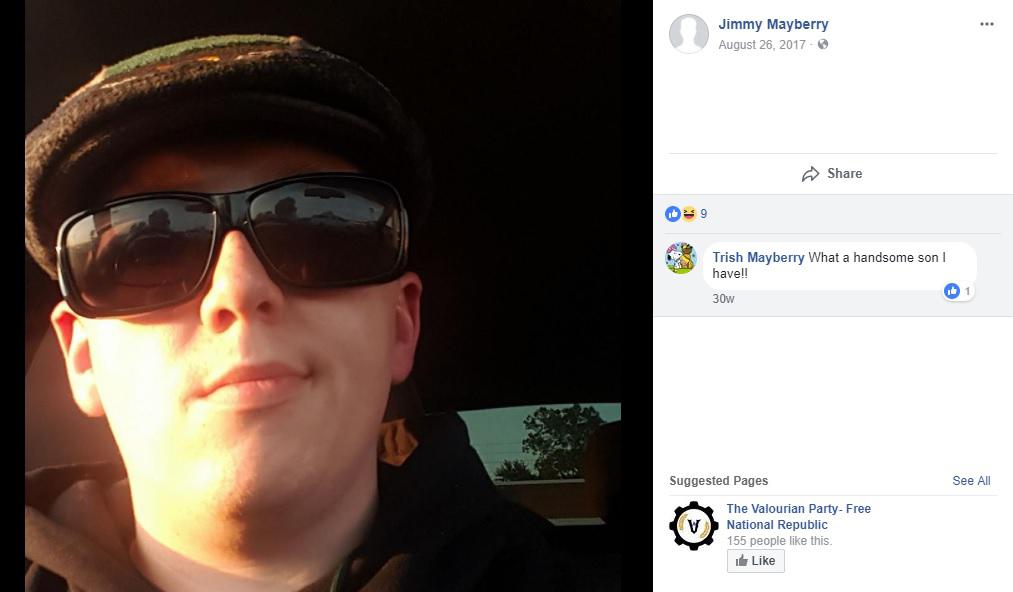 Jimmy Mayberry
August 26, 2017 ·
Share
9
Trish Mayberry What a handsome son I
have!!
1
30w
Suggested Pages
See All
The Valourian Party- Free
National Republic
155 people like this.
Like